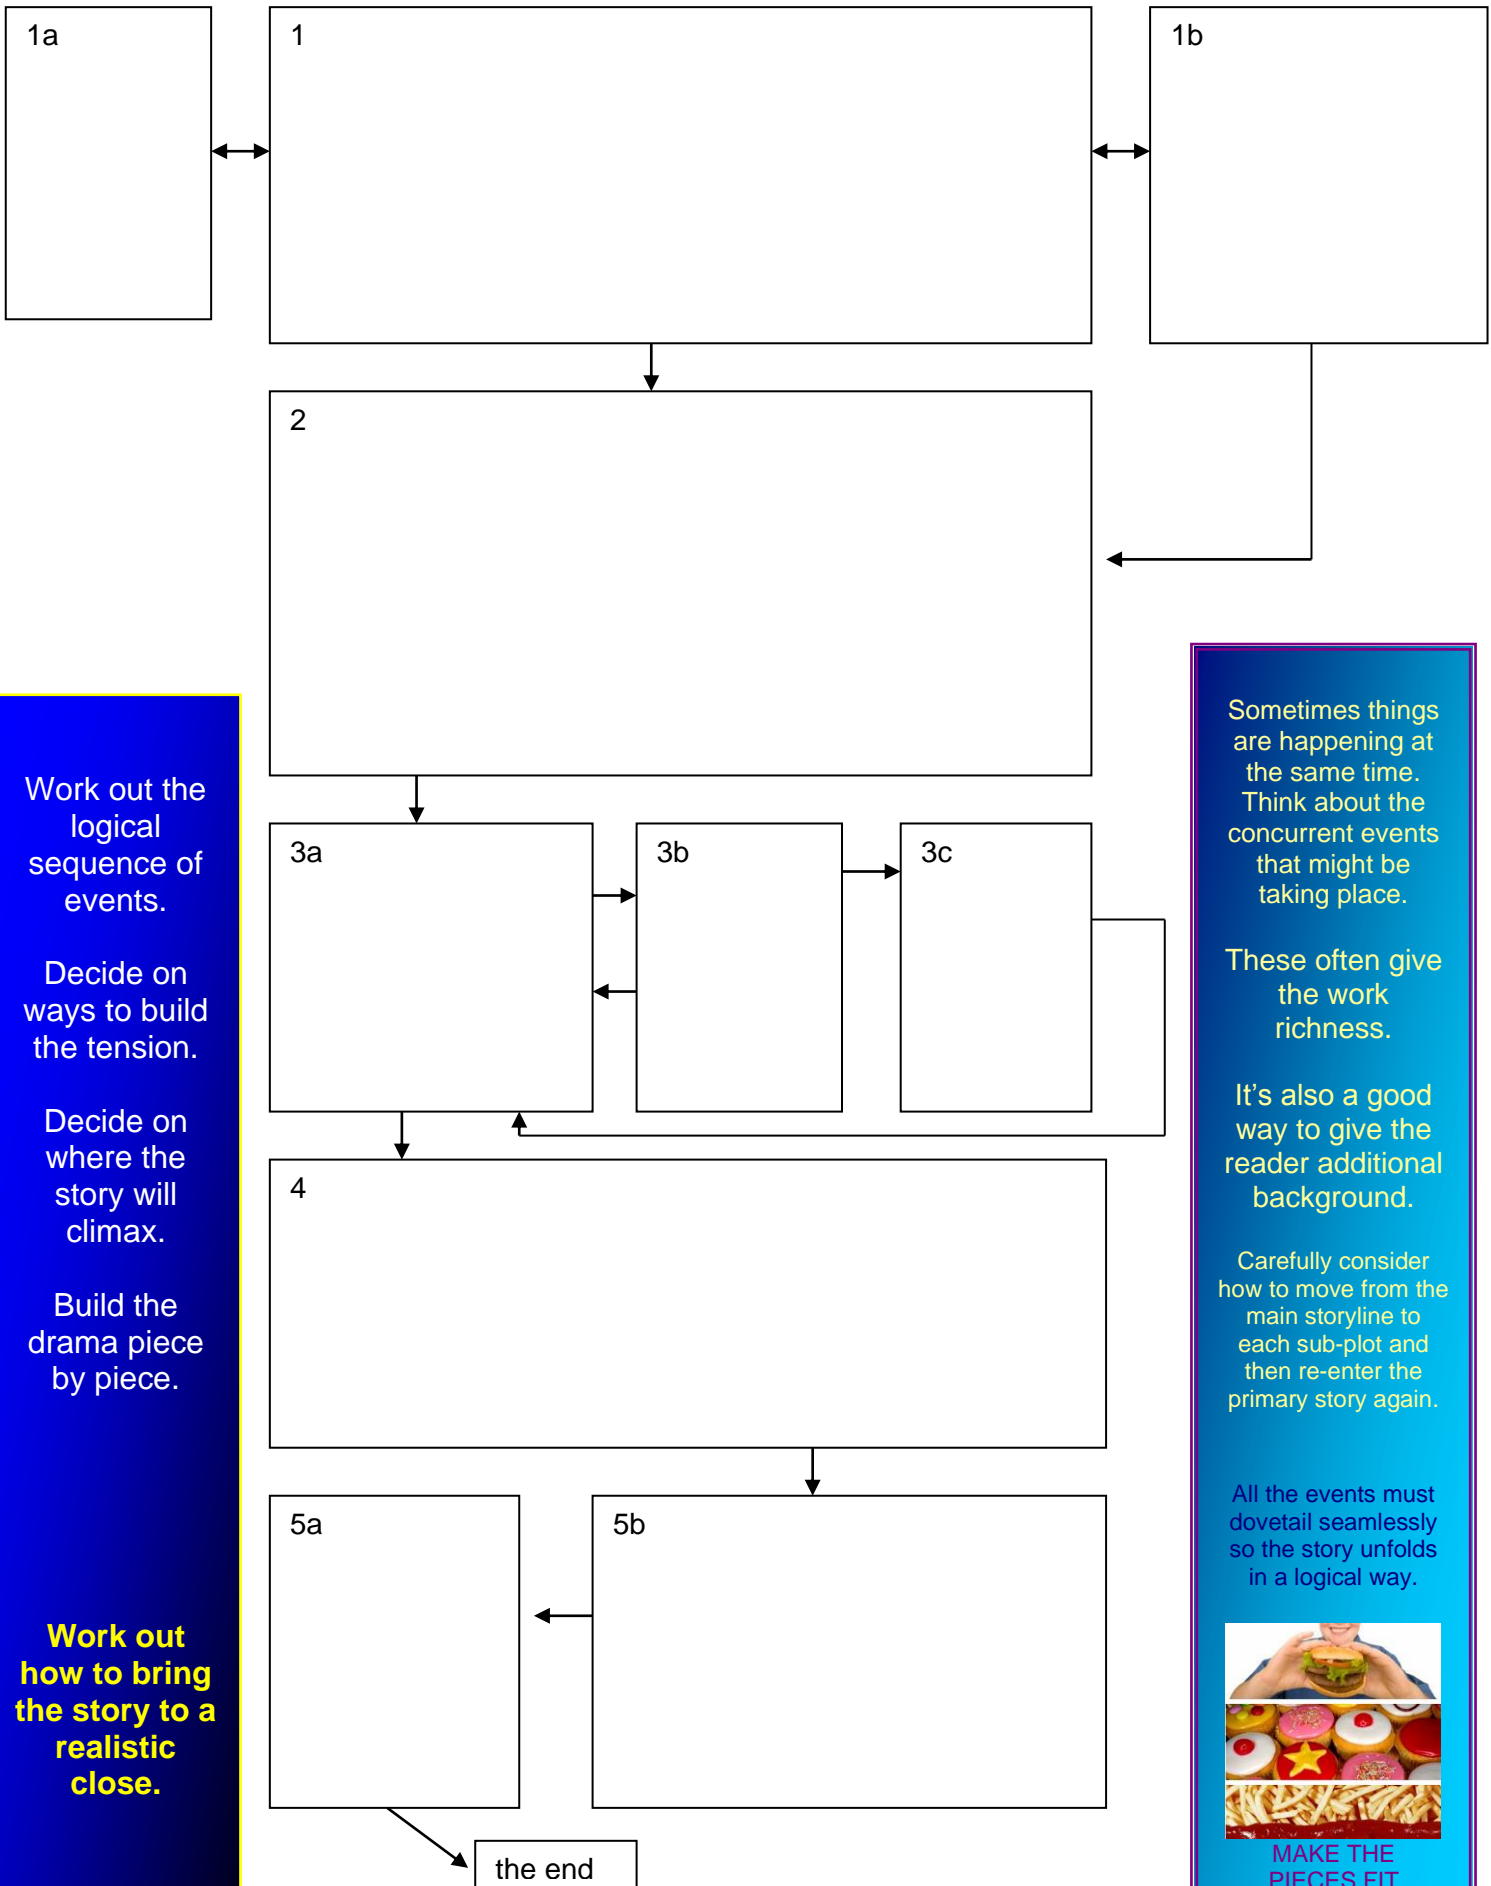 1a
1
1b
2
3a
3b
3c
4
5a
5b
the end
Work out the
logical
sequence of
events.
Decide on
ways to build
the tension.
Decide on
where the
story will
climax.
Build the
drama piece
by piece.
Work out
how to bring
the story to a
realistic
close.
Sometimes things
are happening at
the same time.
Think about the
concurrent events
that might be
taking place.
These often give
the work
richness.
It’s also a good
way to give the
reader additional
background.
Carefully consider
how to move from the
main storyline to
each sub-plot and
then re-enter the
primary story again.
All the events must
dovetail seamlessly
so the story unfolds
in a logical way.
MAKE THE
PIECES FIT